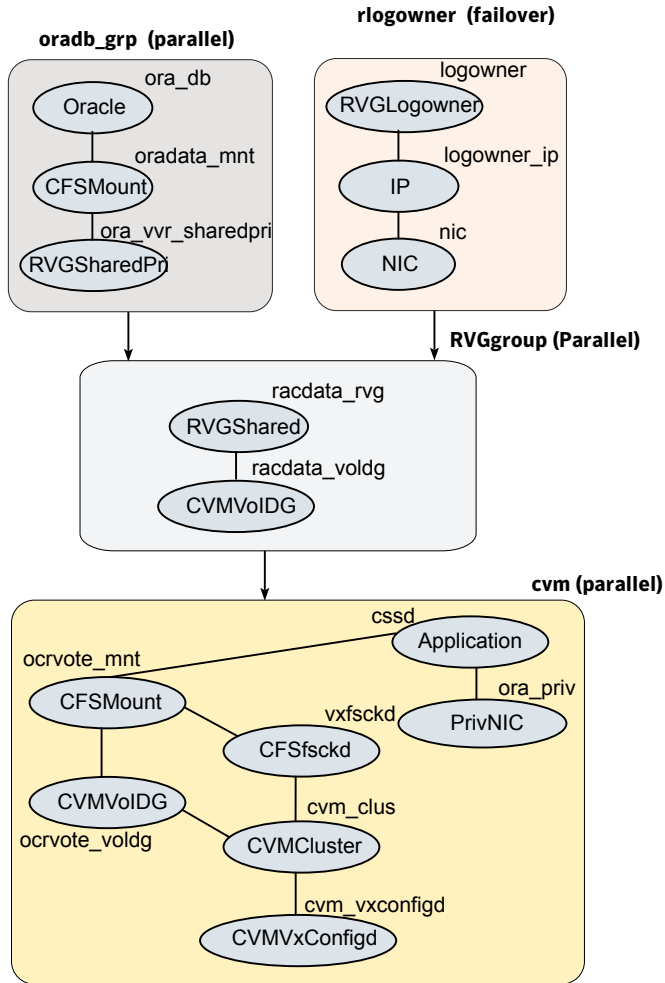 rlogowner (failover)
oradb_grp (parallel)
ora_db
Oracle
oradata_mnt
CFSMount
ora_vvr_sharedpri
RVGSharedPri
logowner
RVGLogowner
logowner_ip
IP
nic
NIC
RVGgroup (Parallel)
racdata_rvg
RVGShared
racdata_voldg
CVMVolDG
cvm (parallel)
cssd
Application
ocrvote_mnt
CFSMount
ora_priv
PrivNIC
vxfsckd
CFSfsckd
CVMVolDG
ocrvote_voldg
cvm_clus
CVMCluster
cvm_vxconfigd
CVMVxConfigd